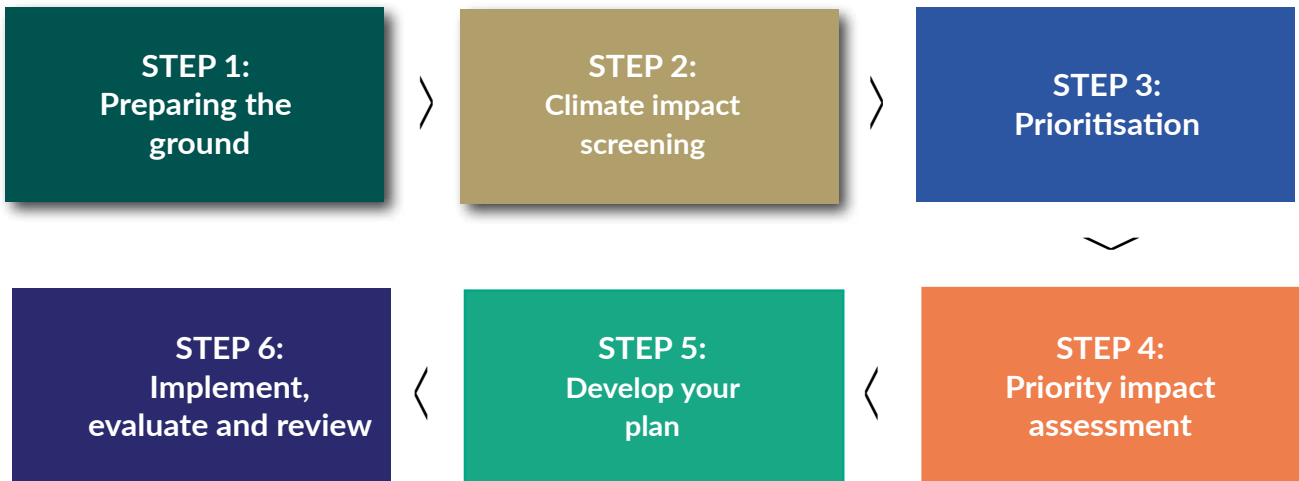 STEP 1:
Preparing the
ground
STEP 2:
Climate impact
screening
STEP 3:
Prioritisation
STEP 4:
Priority impact
assessment
STEP 5:
Develop your
plan
STEP 6:
Implement,
evaluate and review